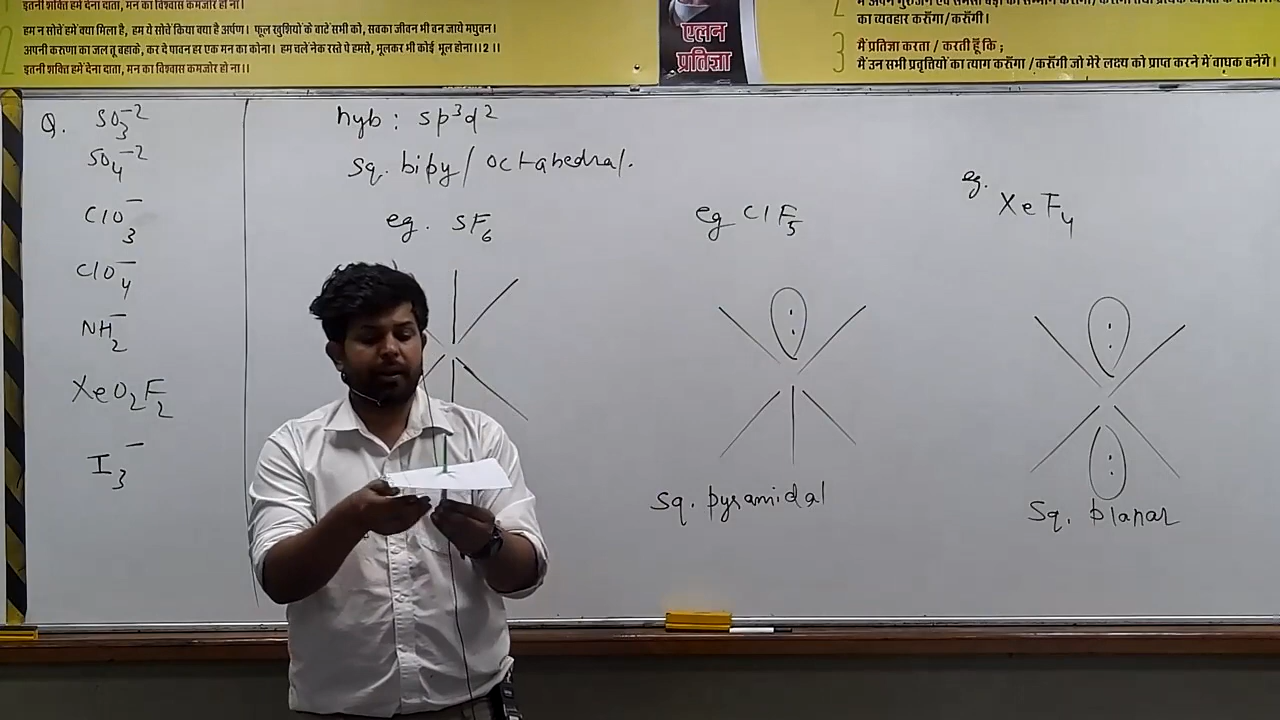 इतनी शक्ति हमें देना दाता, मन का विश्वास कमजोर हो ना।
हम न सोचें हमें क्या मिला है, हम ये सोचें किया क्या है अर्पण। फूल खुशियों के बाटें सभी को, सबका जीवन भी बन जाये मधुवन।
2 अपनी करुणा का जल तू बहाके, कर दे पावन हर एक मन का कोना। हम चलें नेक रस्ते पे हमसे, भूलकर भी कोई भूल होना।।2।।
इतनी शक्ति हमें देना दाता, मन का विश्वास कमजोर हो ना।।
एलन
प्रतिज्ञा
का व्यवहार करूँगा/करूँगी।
3 मैं प्रतिज्ञा करता / करती हूँ कि ;
मैं उन सभी प्रवृत्तियों का त्याग करूँगा /करूँगी जो मेरे लक्ष्य को प्राप्त करने में बाधक बनेंगे।
Q. SO₃⁻²
SO₄⁻²
ClO₃⁻
ClO₄⁻
NH₂⁻
XeO₂F₂
I₃⁻
hyb : sp³d²
Sq. bipy/octahedral.
eg. SF₆
eg ClF₅
Sq. pyramidal
eg.
XeF₄
Sq. planar